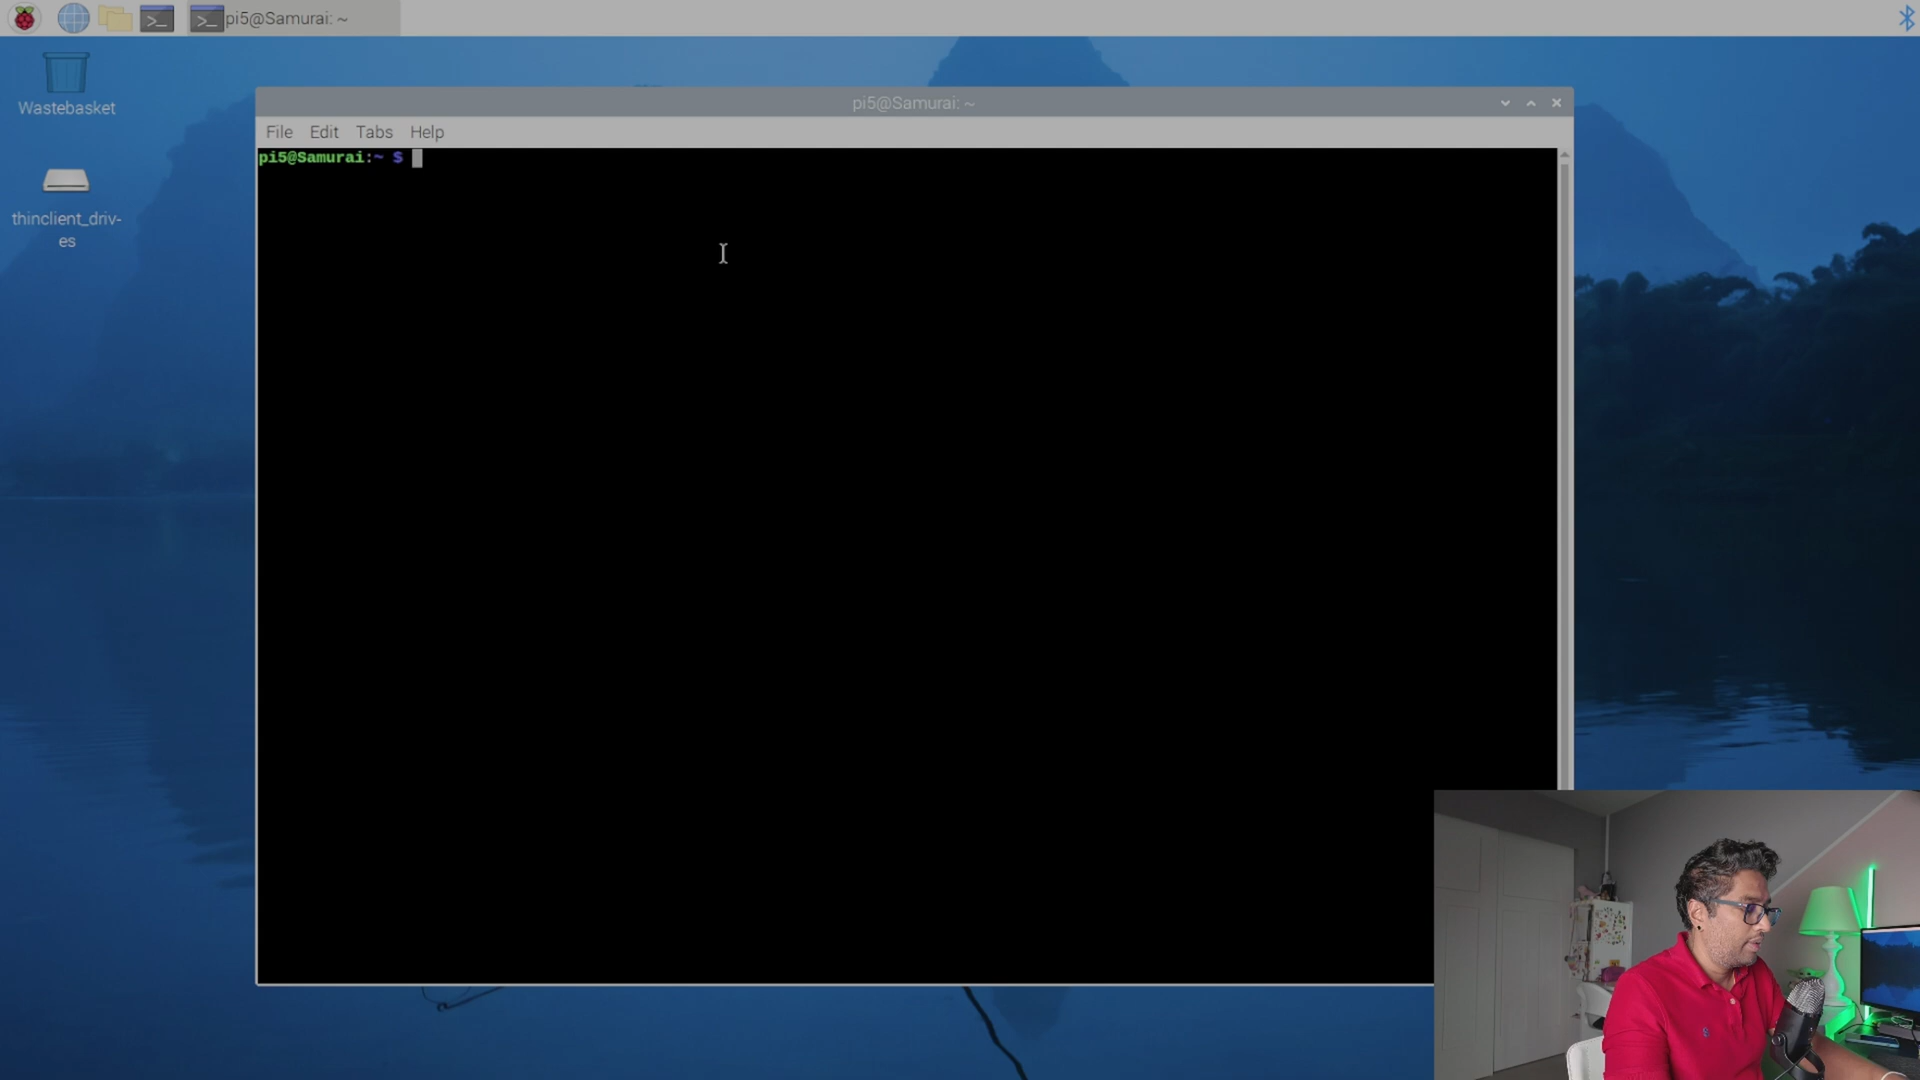 pi5@Samurai: ~
Wastebasket
thinclient_driv-
es
pi5@Samurai: ~
File Edit Tabs Help
pi5@Samurai:~ $